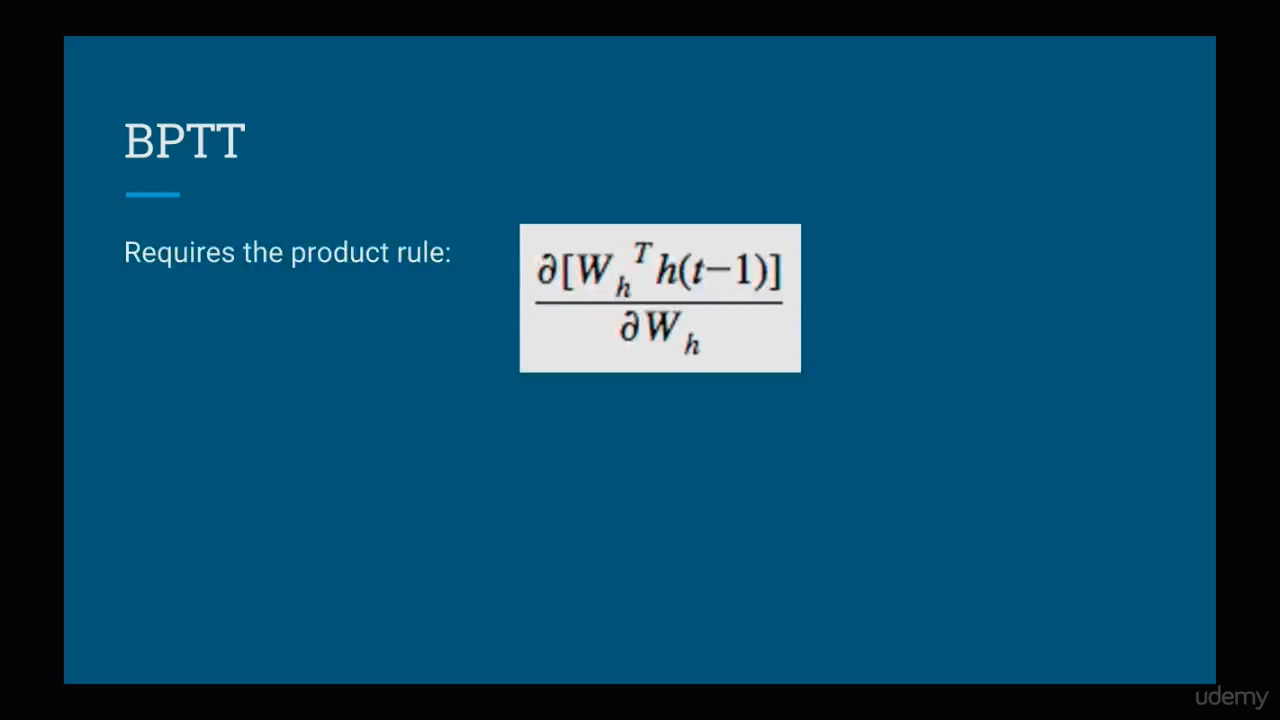 BPTT
Requires the product rule:
∂[W_h^T h(t−1)]
∂W_h
udemy